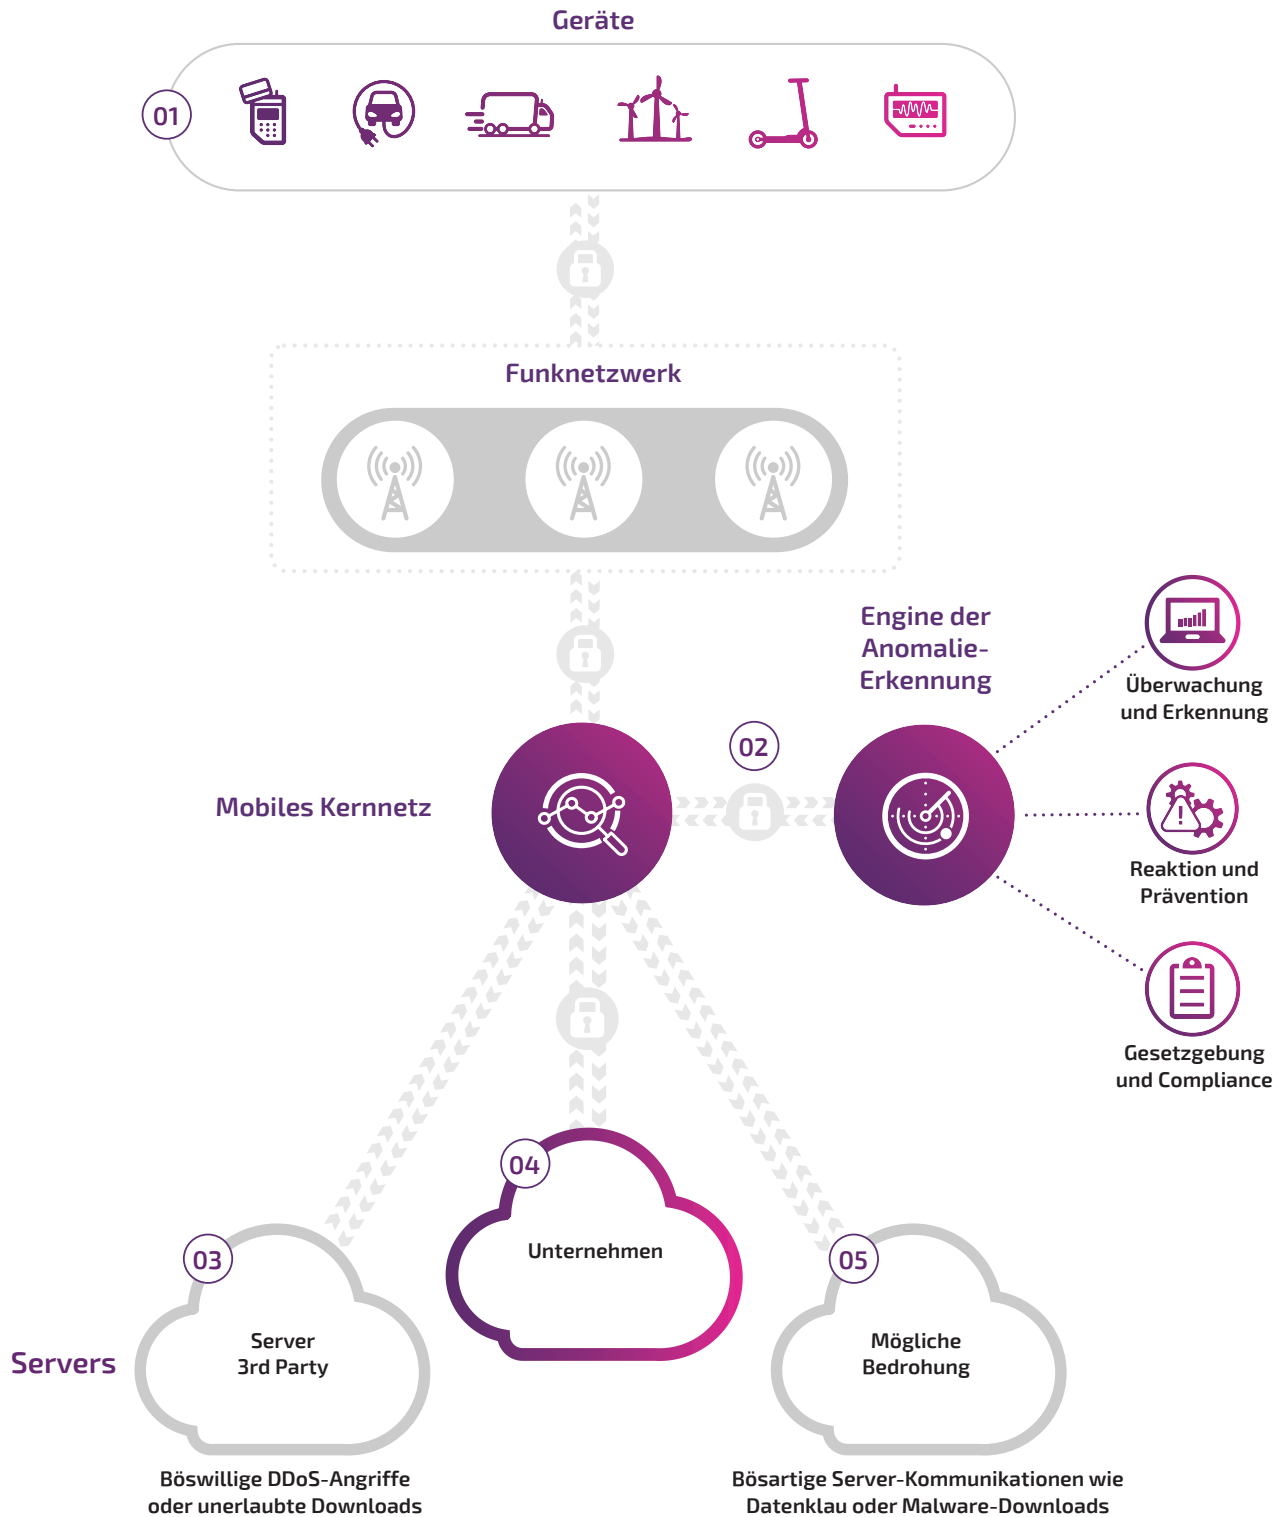 Geräte
01
Funknetzwerk
Engine der
Anomalie-
Erkennung
Überwachung
und Erkennung
02
Mobiles Kernnetz
Reaktion und
Prävention
Gesetzgebung
und Compliance
04
Unternehmen
03
05
Server
3rd Party
Mögliche
Bedrohung
Servers
Böswillige DDoS-Angriffe
oder unerlaubte Downloads
Bösartige Server-Kommunikationen wie
Datenklau oder Malware-Downloads